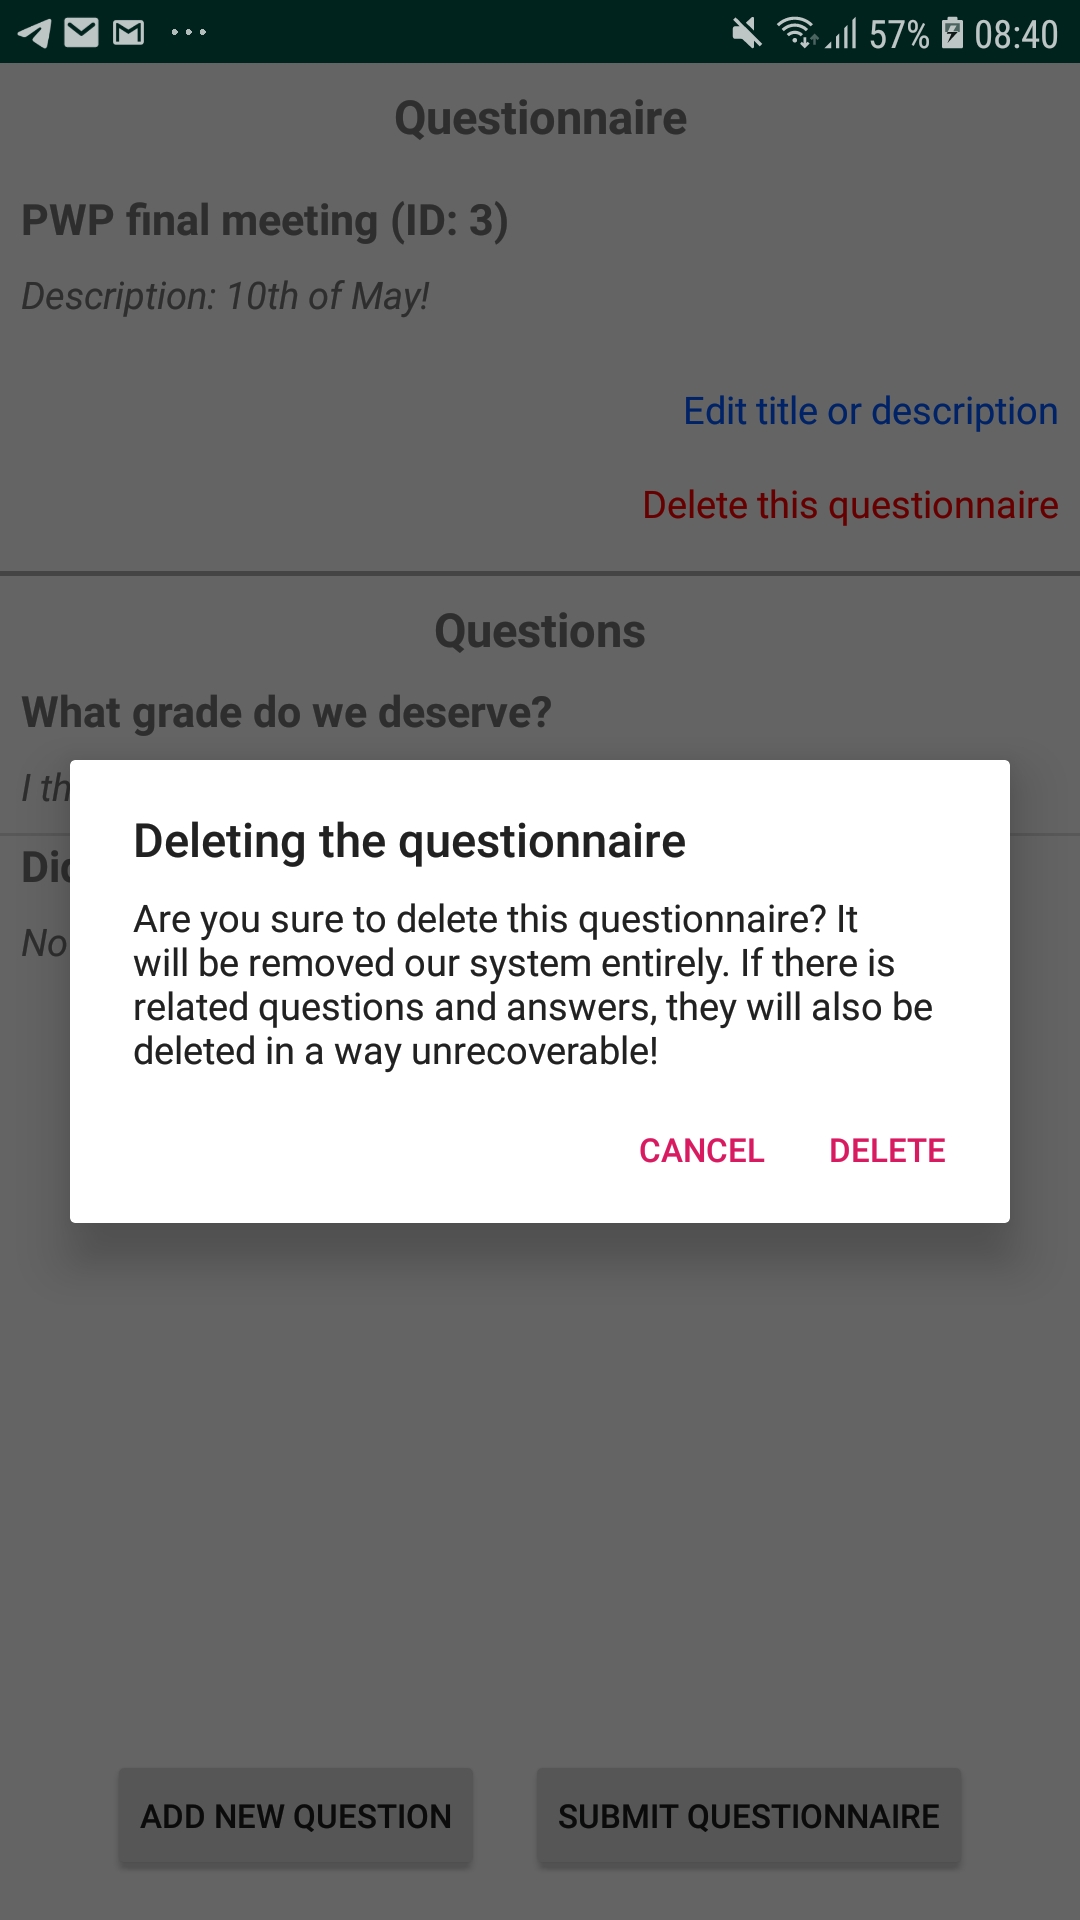 57% 08:40
Questionnaire
PWP final meeting (ID: 3)
Description: 10th of May!
Edit title or description
Delete this questionnaire
Questions
What grade do we deserve?
I th
Deleting the questionnaire
Are you sure to delete this questionnaire? It
will be removed our system entirely. If there is
related questions and answers, they will also be
deleted in a way unrecoverable!
No
CANCEL DELETE
ADD NEW QUESTION SUBMIT QUESTIONNAIRE